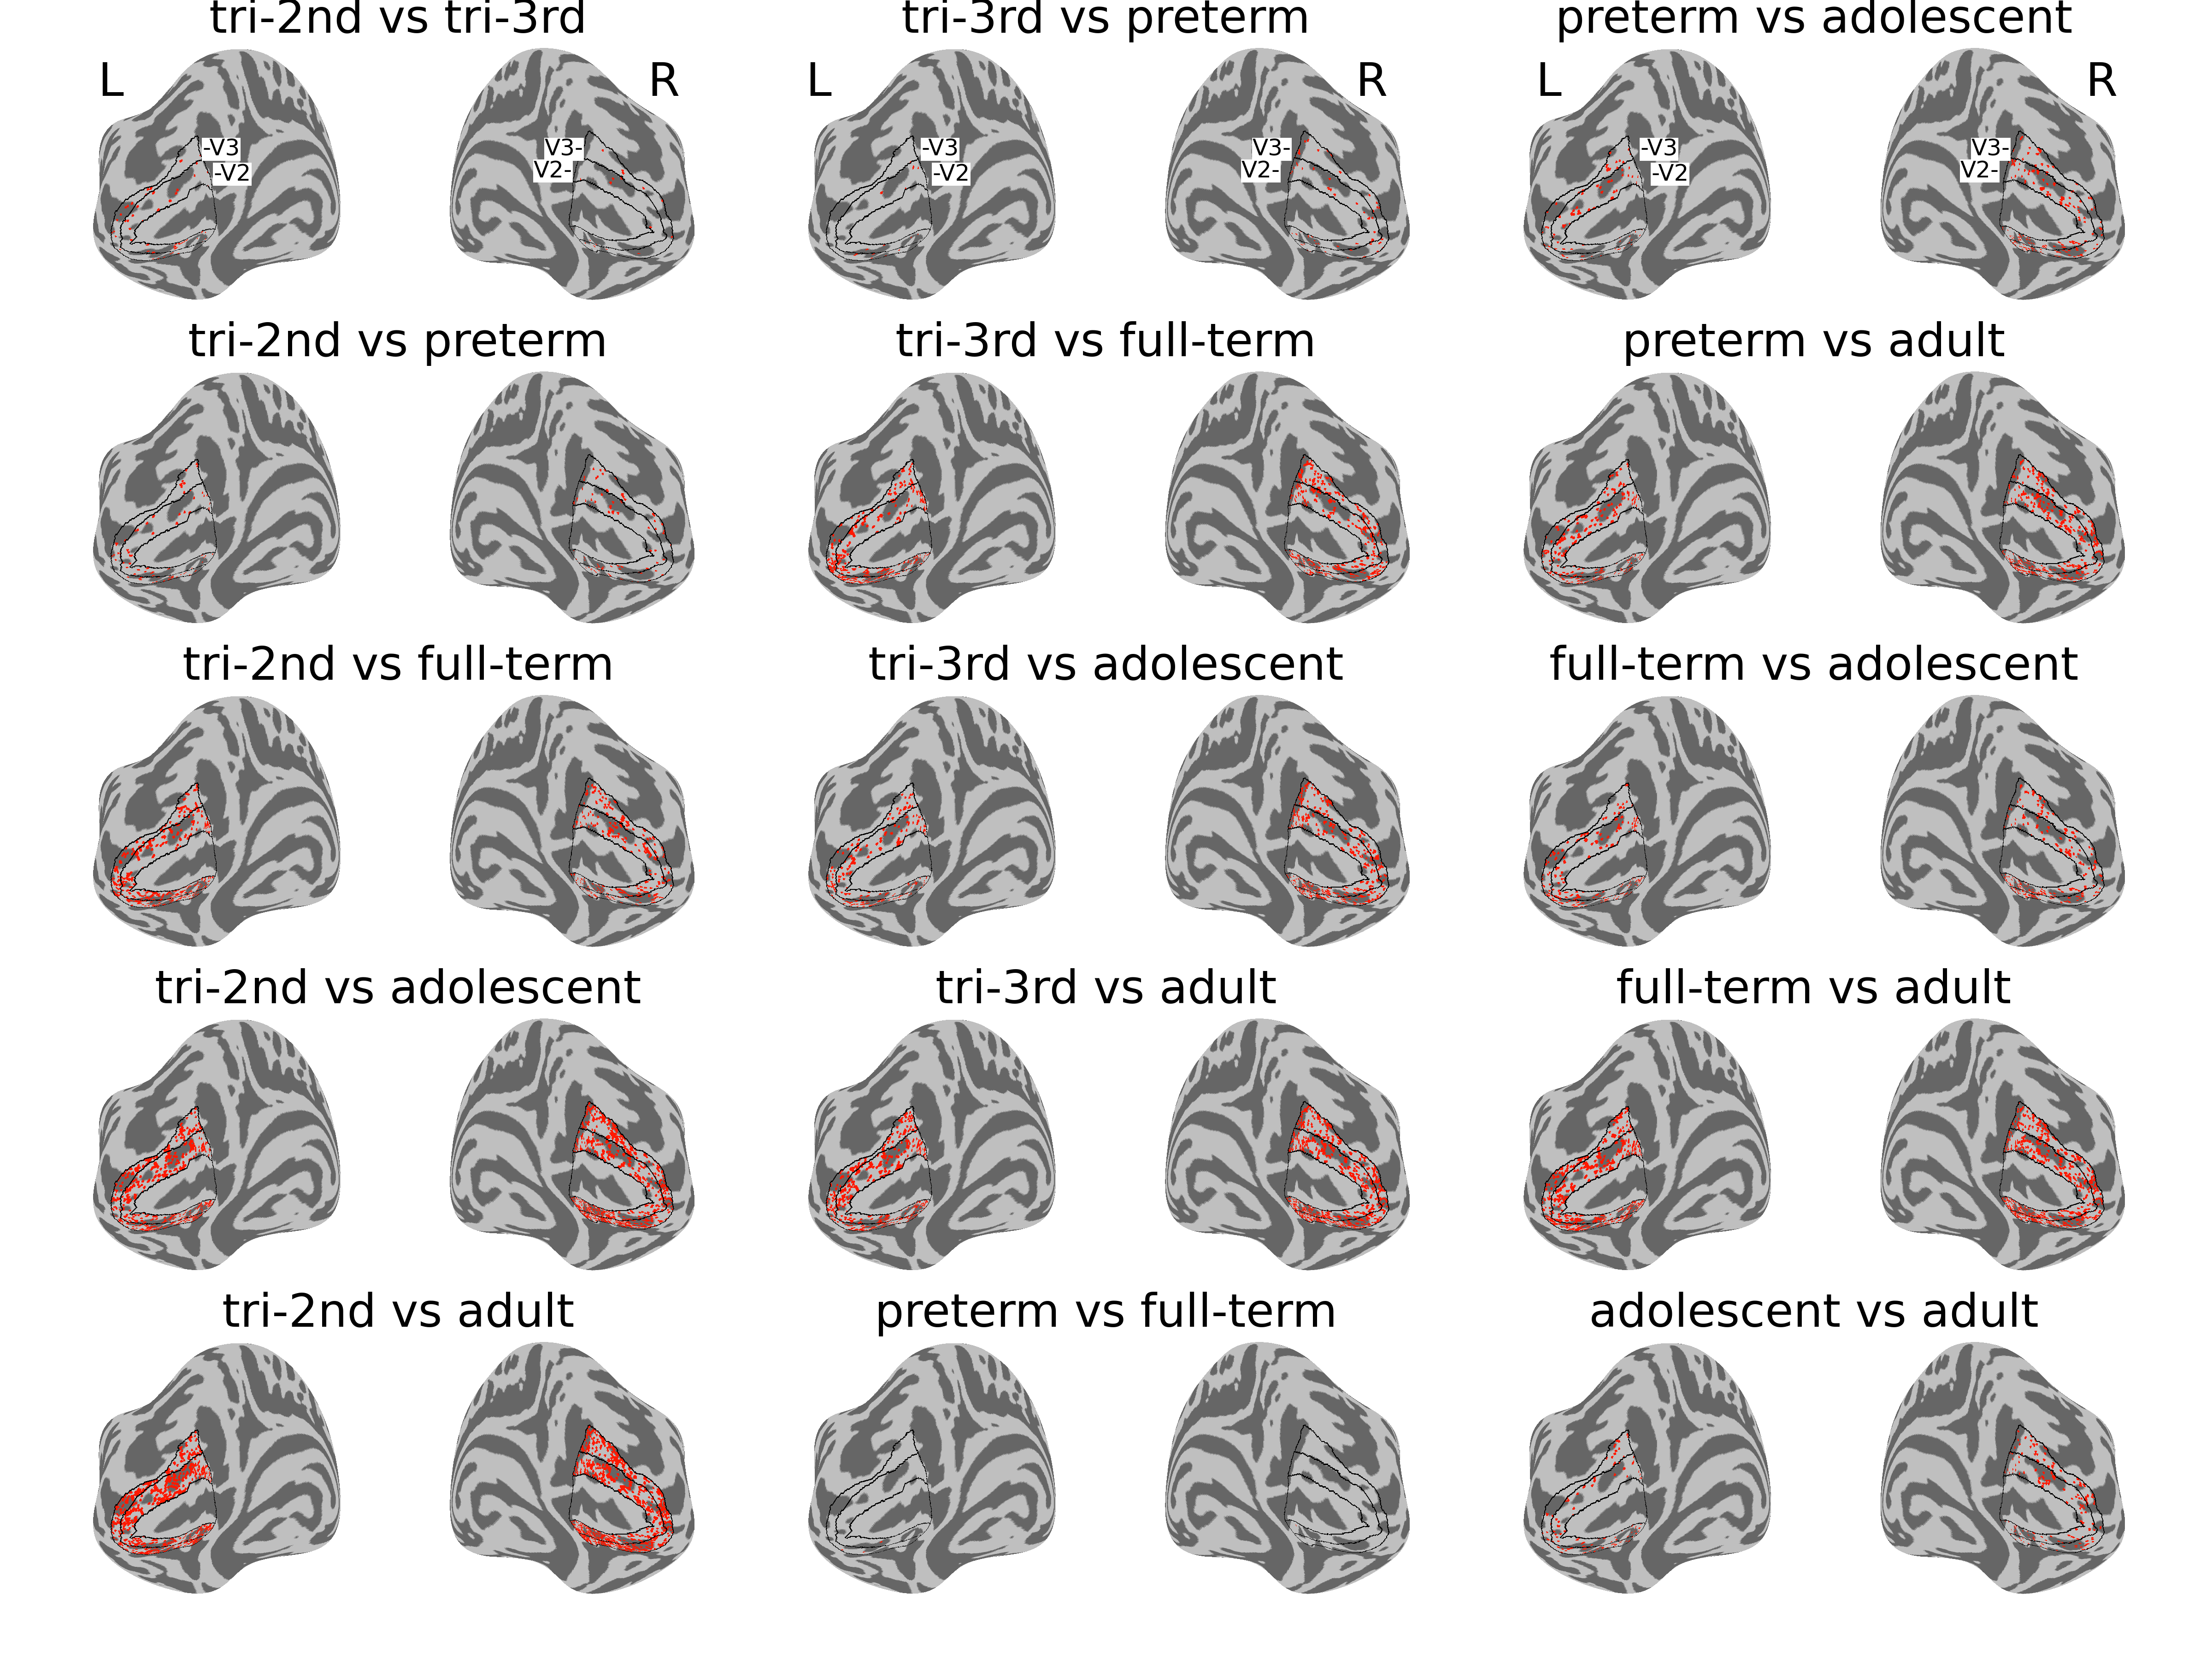 tri-2nd vs tri-3rd
tri-3rd vs preterm
preterm vs adolescent
L
R
L
R
L
R
-V3
V3-
-V3
V3-
-V3
V3-
-V2
V2-
-V2
V2-
-V2
V2-
tri-2nd vs preterm
tri-3rd vs full-term
preterm vs adult
tri-2nd vs full-term
tri-3rd vs adolescent
full-term vs adolescent
tri-2nd vs adolescent
tri-3rd vs adult
full-term vs adult
tri-2nd vs adult
preterm vs full-term
adolescent vs adult